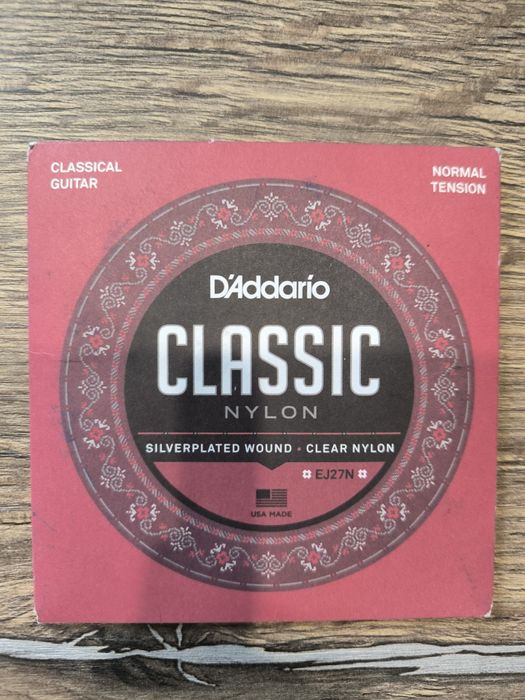 CLASSICAL
GUITAR
NORMAL
TENSION
D'Addario
CLASSIC
NYLON
SILVERPLATED WOUND • CLEAR NYLON
EJ27N
USA MADE